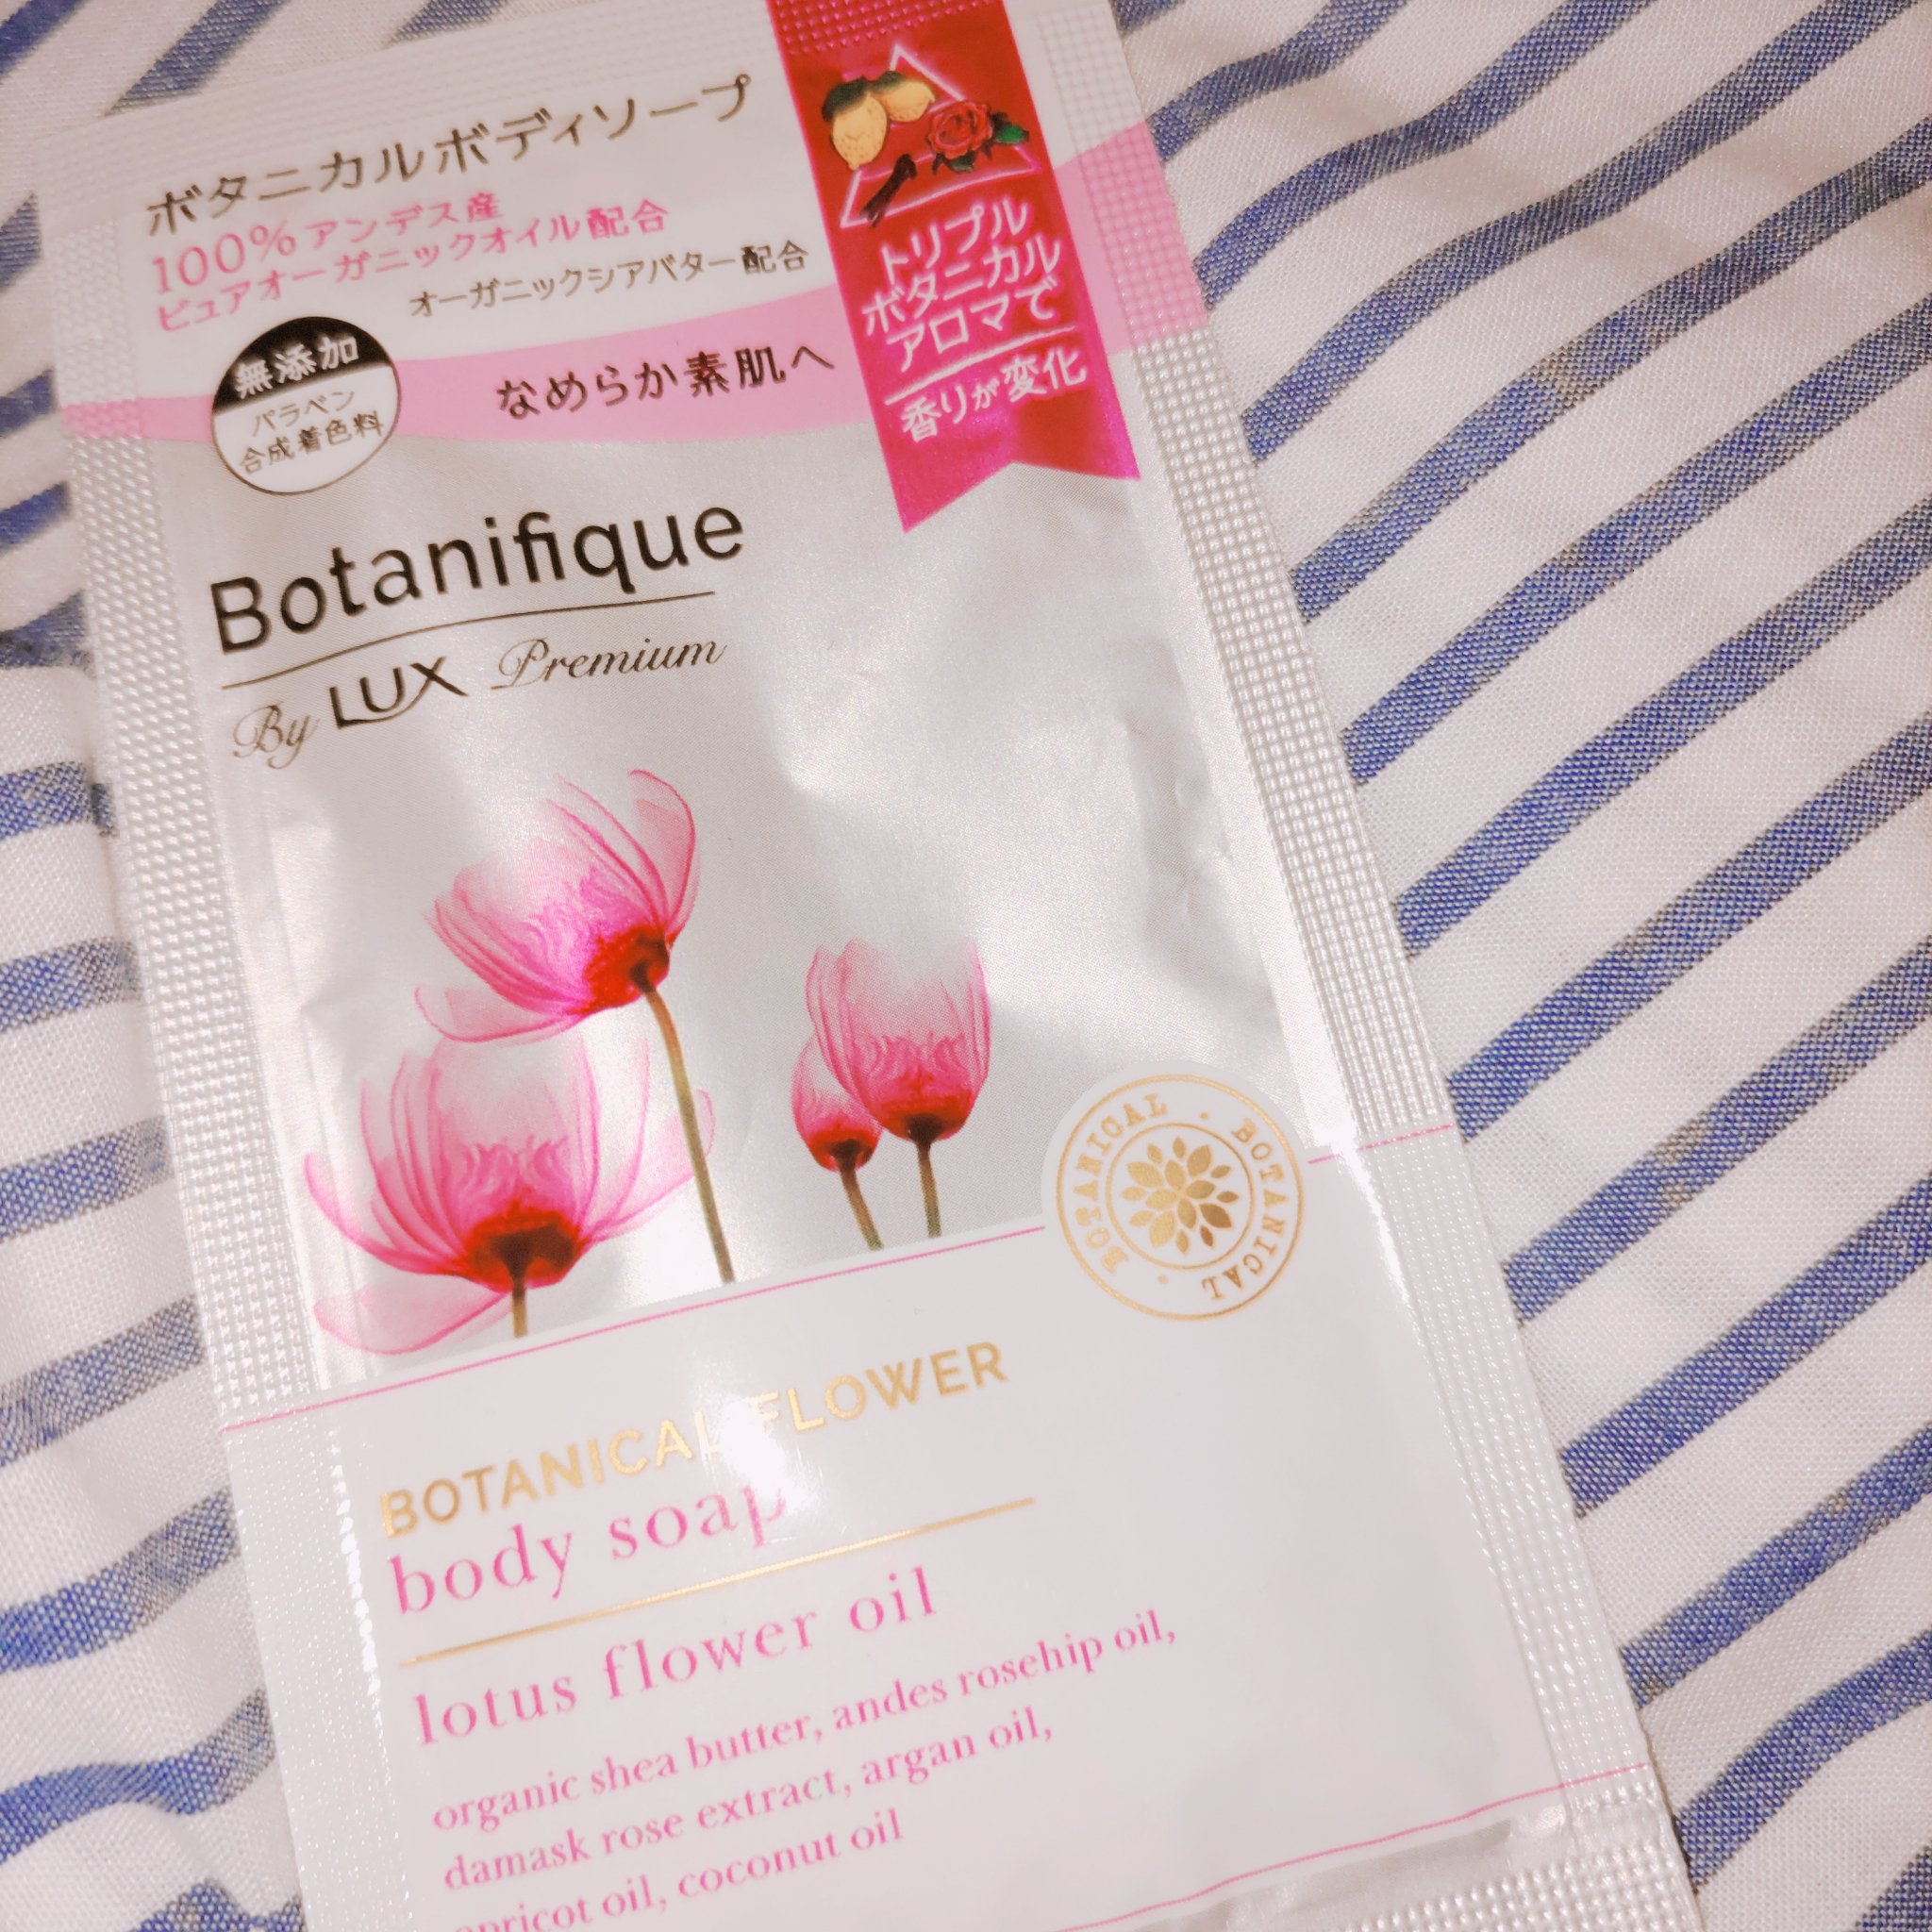 ボタニカルボディソープ
100%アンデス産
ピュアオーガニックオイル配合
オーガニックシアバター配合
無添加
パラベン
合成着色料
なめらか素肌へ
トリプル
ボタニカル
アロマで
香りが変化
Botanifique
By LUX Premium
BOTANICAL · BOTANICAL ·
BOTANICAL FLOWER
body soap
lotus flower oil
organic shea butter, andes rosehip oil,
damask rose extract, argan oil,
apricot oil, coconut oil